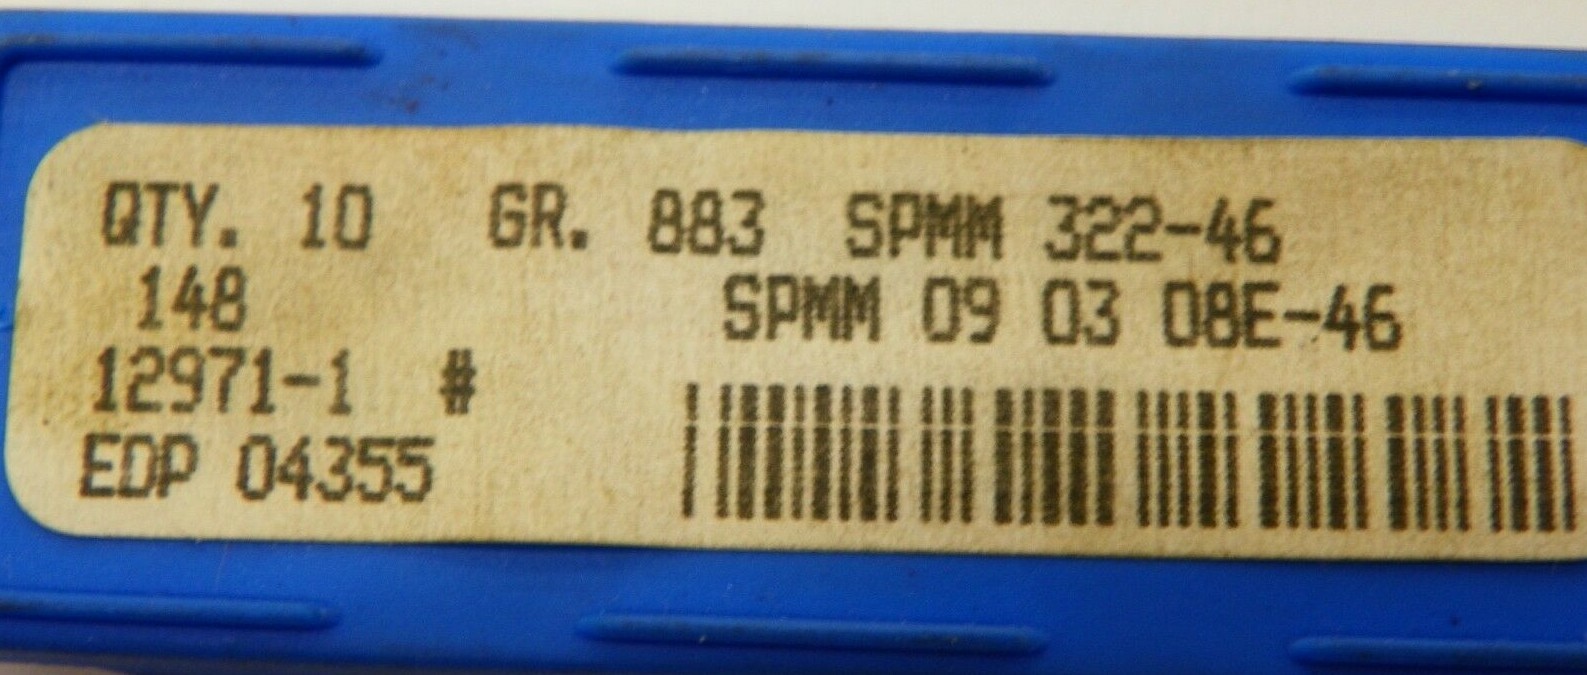 QTY. 10 GR. 883 SPMM 322-46
148 SPMM 09 03 08E-46
12971-1 #
EDP 04355